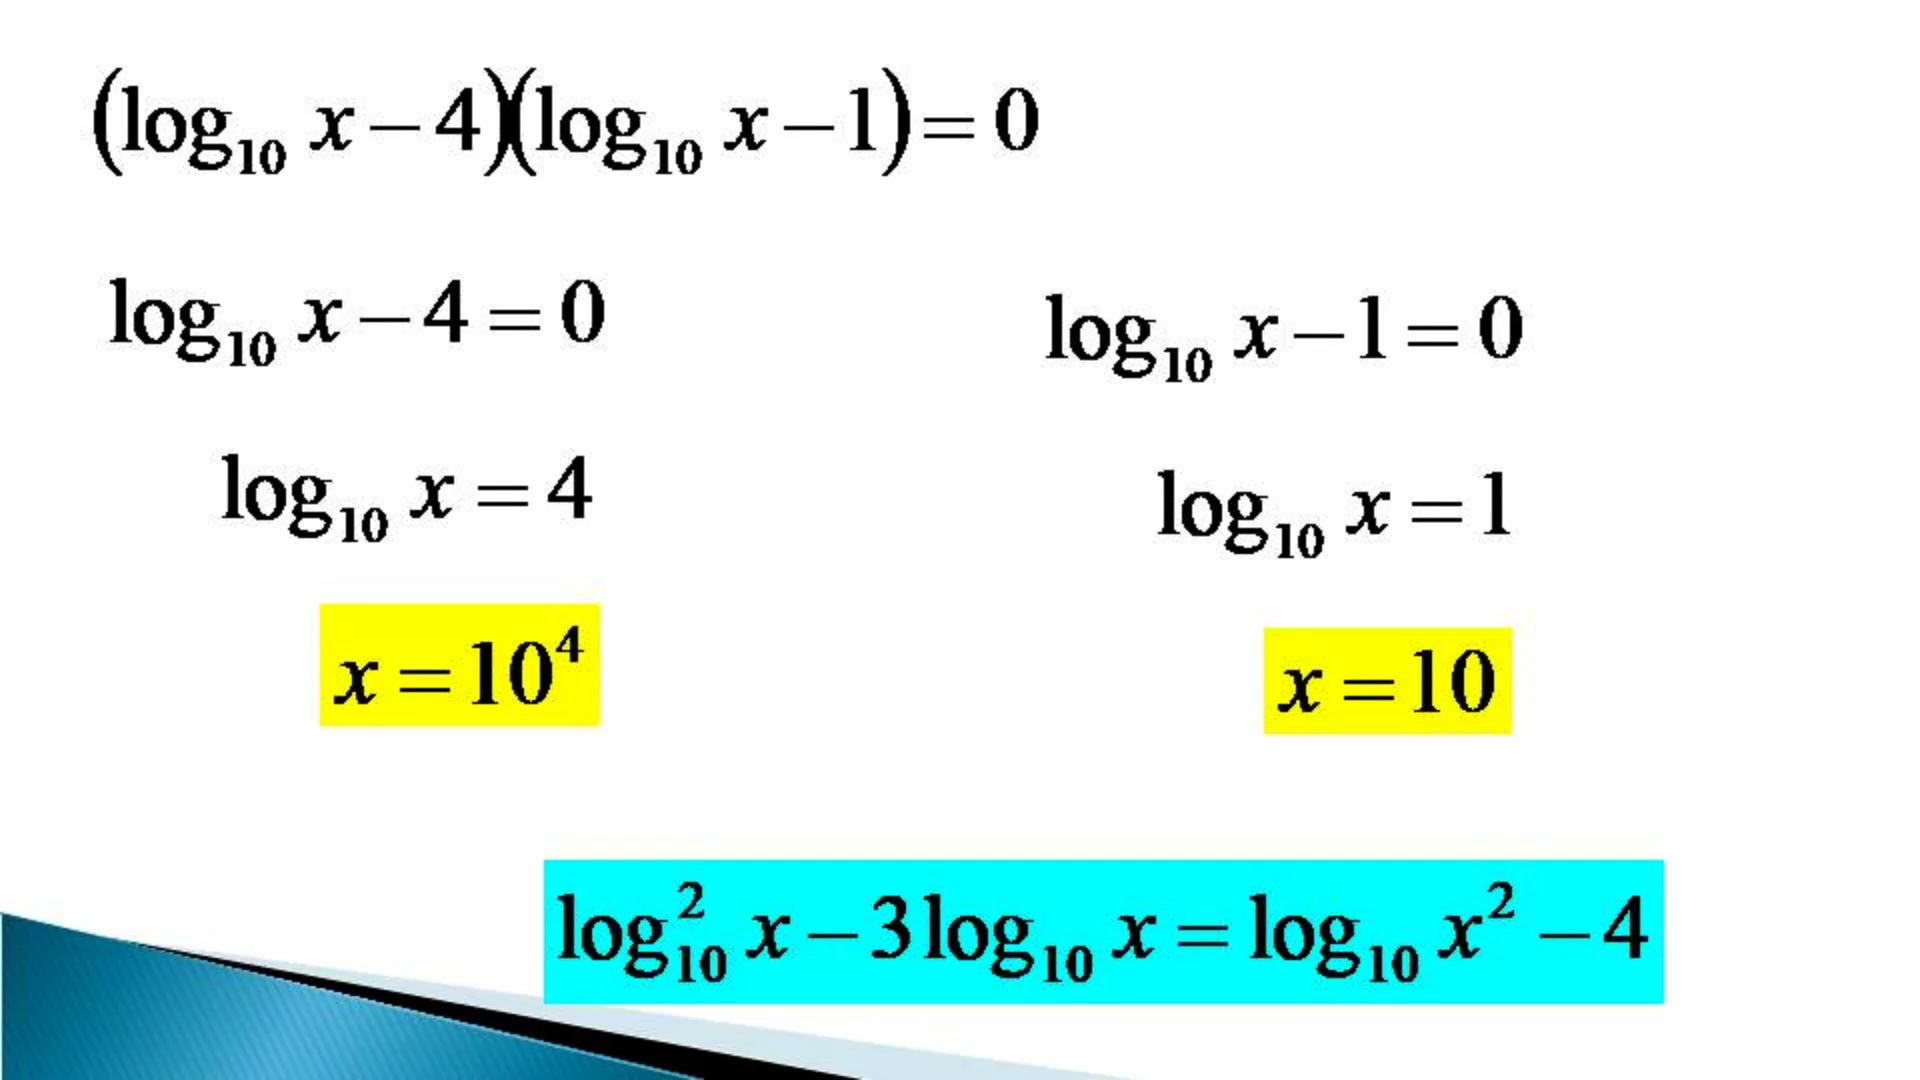 (log₁₀ x − 4)(log₁₀ x − 1) = 0
log₁₀ x − 4 = 0
log₁₀ x = 4
x = 10⁴
log₁₀ x − 1 = 0
log₁₀ x = 1
x = 10
log²₁₀ x − 3 log₁₀ x = log₁₀ x² − 4